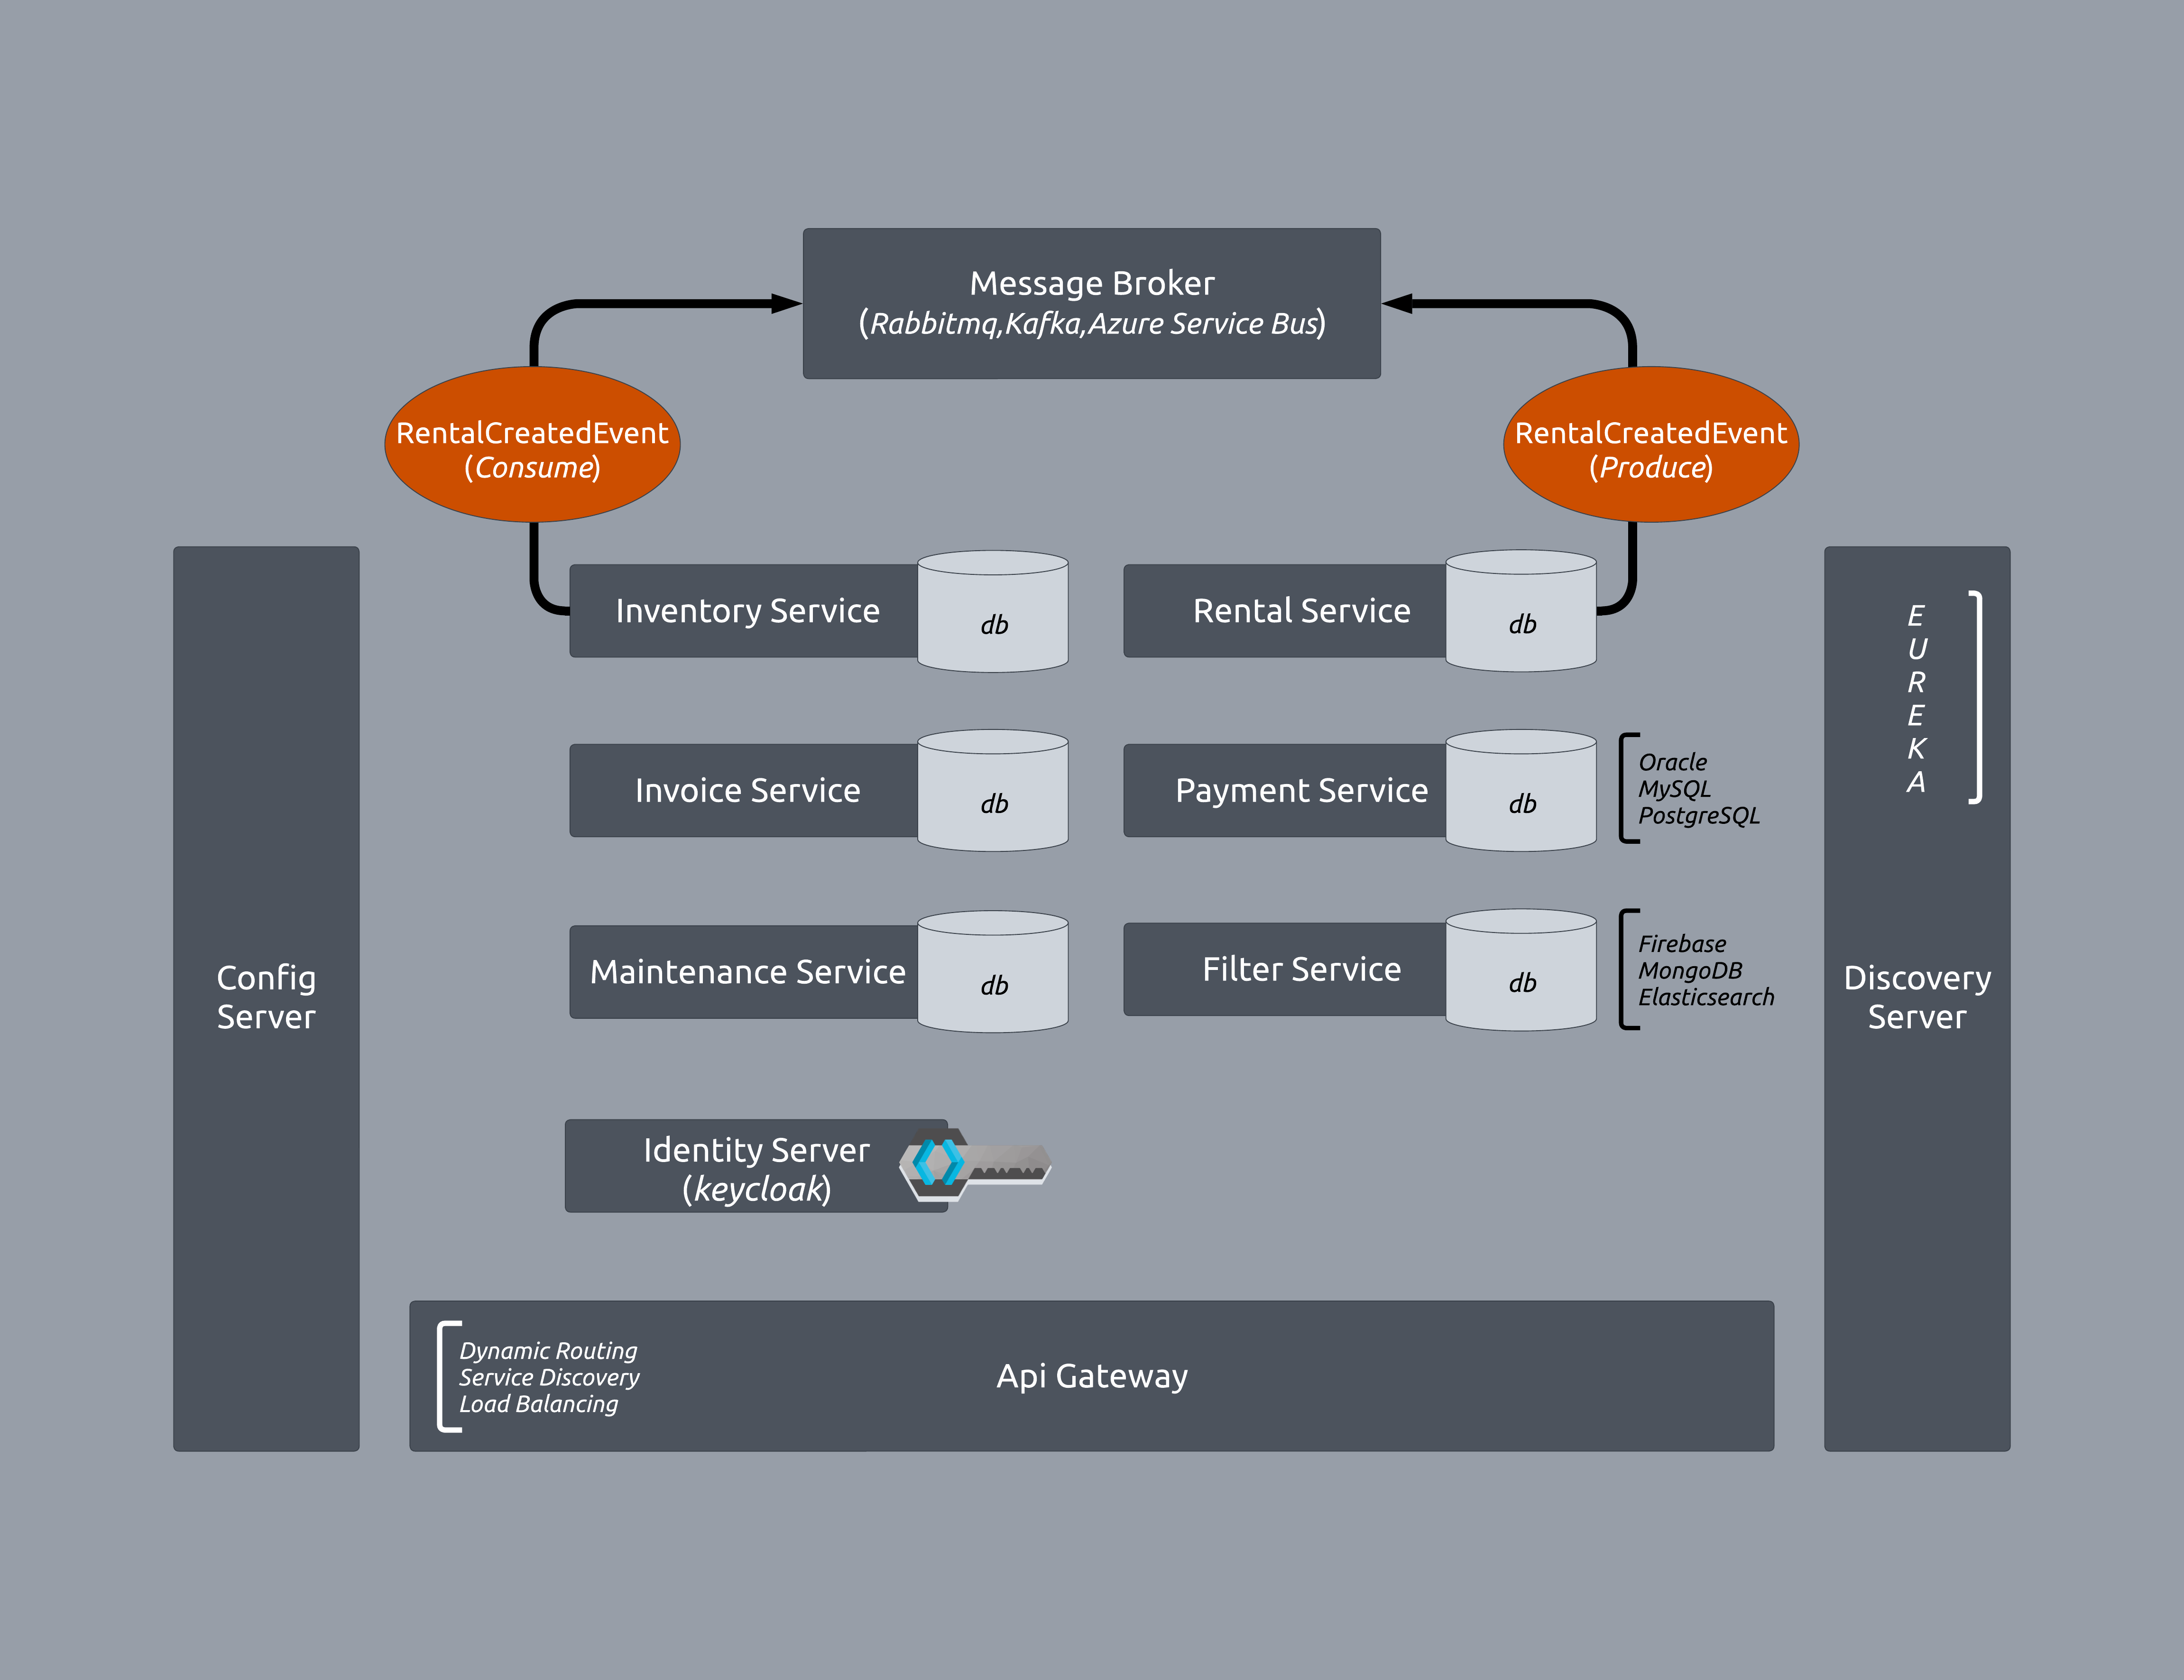 Message Broker
(Rabbitmq,Kafka,Azure Service Bus)
RentalCreatedEvent
(Consume)
RentalCreatedEvent
(Produce)
Inventory Service
db
Rental Service
db
E
U
R
E
K
A
Invoice Service
db
Payment Service
db
Oracle
MySQL
PostgreSQL
Maintenance Service
db
Filter Service
db
Firebase
MongoDB
Elasticsearch
Config
Server
Discovery
Server
Identity Server
(keycloak)
Dynamic Routing
Service Discovery
Load Balancing
Api Gateway